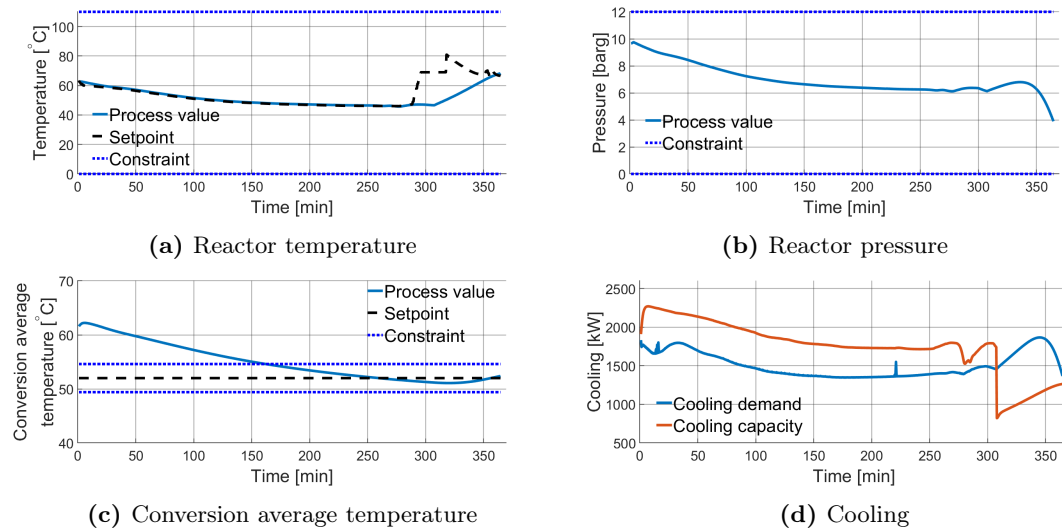 100
80
60
40
20
0
Temperature [°C]
Process value
Setpoint
Constraint
0 50 100 150 200 250 300 350
Time [min]
(a) Reactor temperature
12
10
8
6
4
2
0
Pressure [barg]
Process value
Constraint
0 50 100 150 200 250 300 350
Time [min]
(b) Reactor pressure
70
60
50
40
Conversion average
temperature [°C]
Process value
Setpoint
Constraint
0 50 100 150 200 250 300 350
Time [min]
(c) Conversion average temperature
2500
2000
1500
1000
500
Cooling [kW]
Cooling demand
Cooling capacity
0 50 100 150 200 250 300 350
Time [min]
(d) Cooling